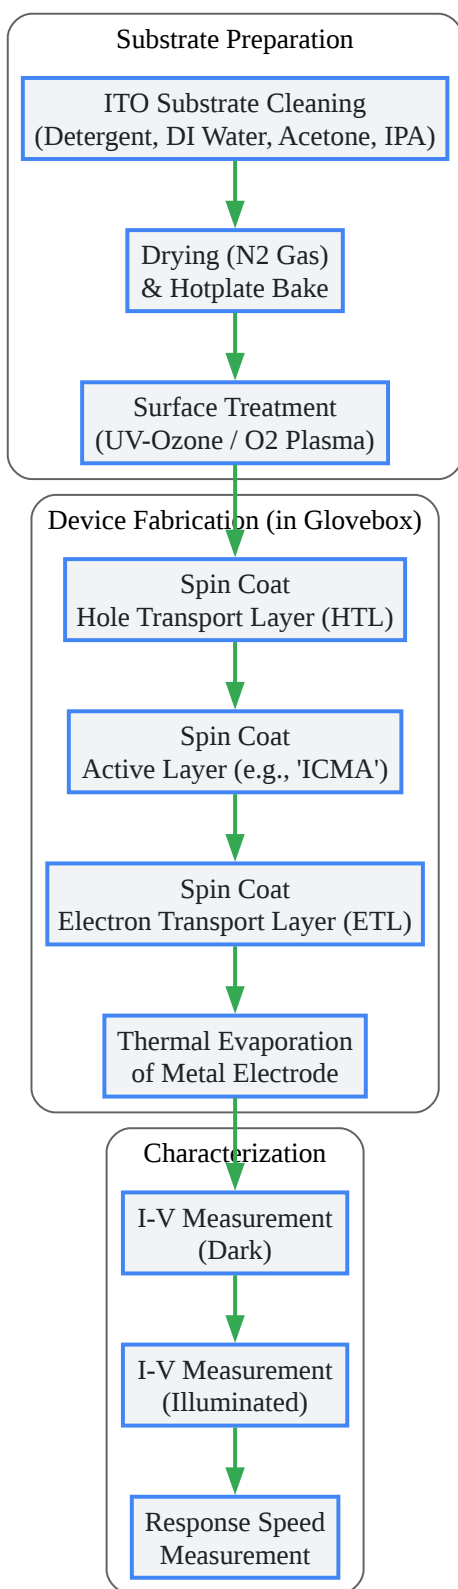 Substrate Preparation
ITO Substrate Cleaning
(Detergent, DI Water, Acetone, IPA)
Drying (N2 Gas)
& Hotplate Bake
Surface Treatment
(UV-Ozone / O2 Plasma)
Device Fabrication (in Glovebox)
Spin Coat
Hole Transport Layer (HTL)
Spin Coat
Active Layer (e.g., 'ICMA')
Spin Coat
Electron Transport Layer (ETL)
Thermal Evaporation
of Metal Electrode
Characterization
I-V Measurement
(Dark)
I-V Measurement
(Illuminated)
Response Speed
Measurement